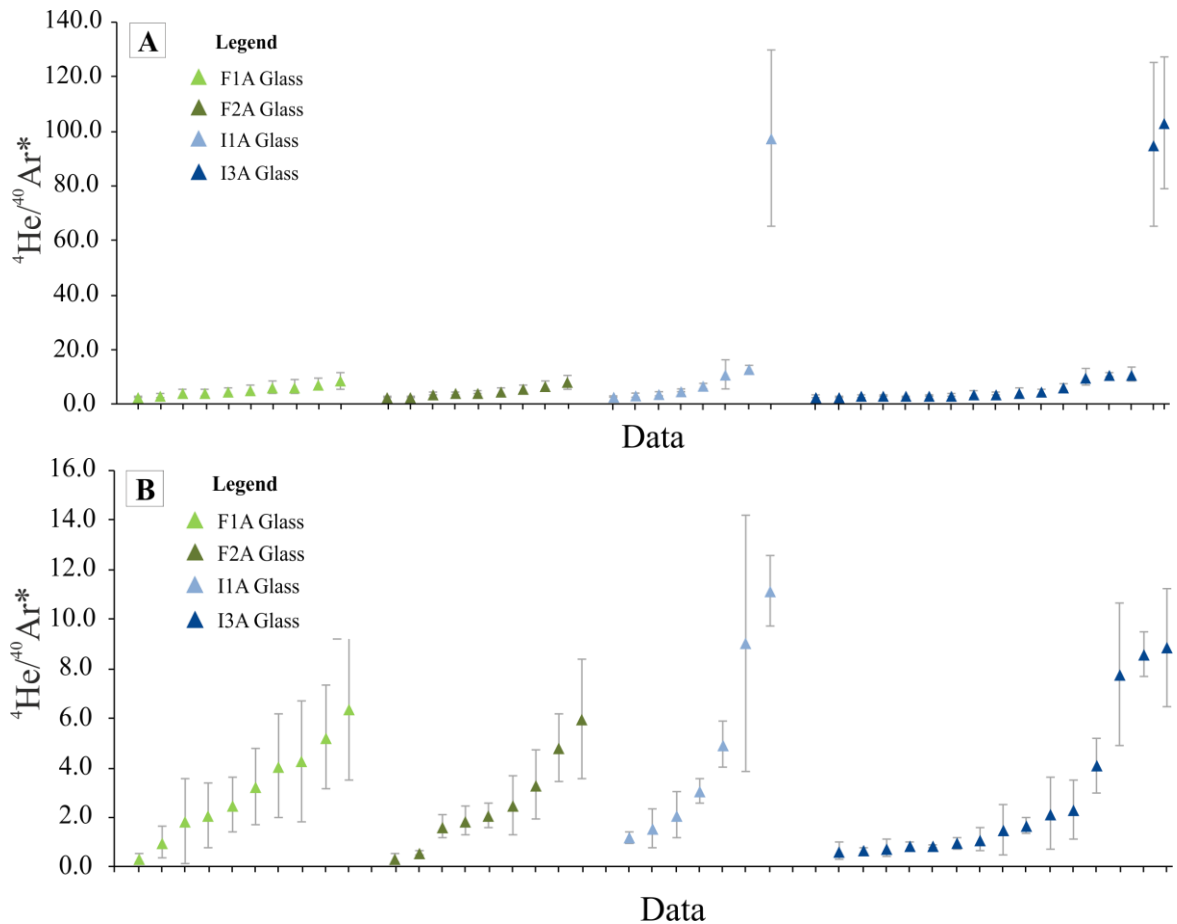 140.0
120.0
100.0
80.0
60.0
40.0
20.0
0.0
⁴He/⁴⁰Ar*
A
Legend
F1A Glass
F2A Glass
I1A Glass
I3A Glass
Data
16.0
14.0
12.0
10.0
8.0
6.0
4.0
2.0
0.0
⁴He/⁴⁰Ar*
B
Legend
F1A Glass
F2A Glass
I1A Glass
I3A Glass
Data